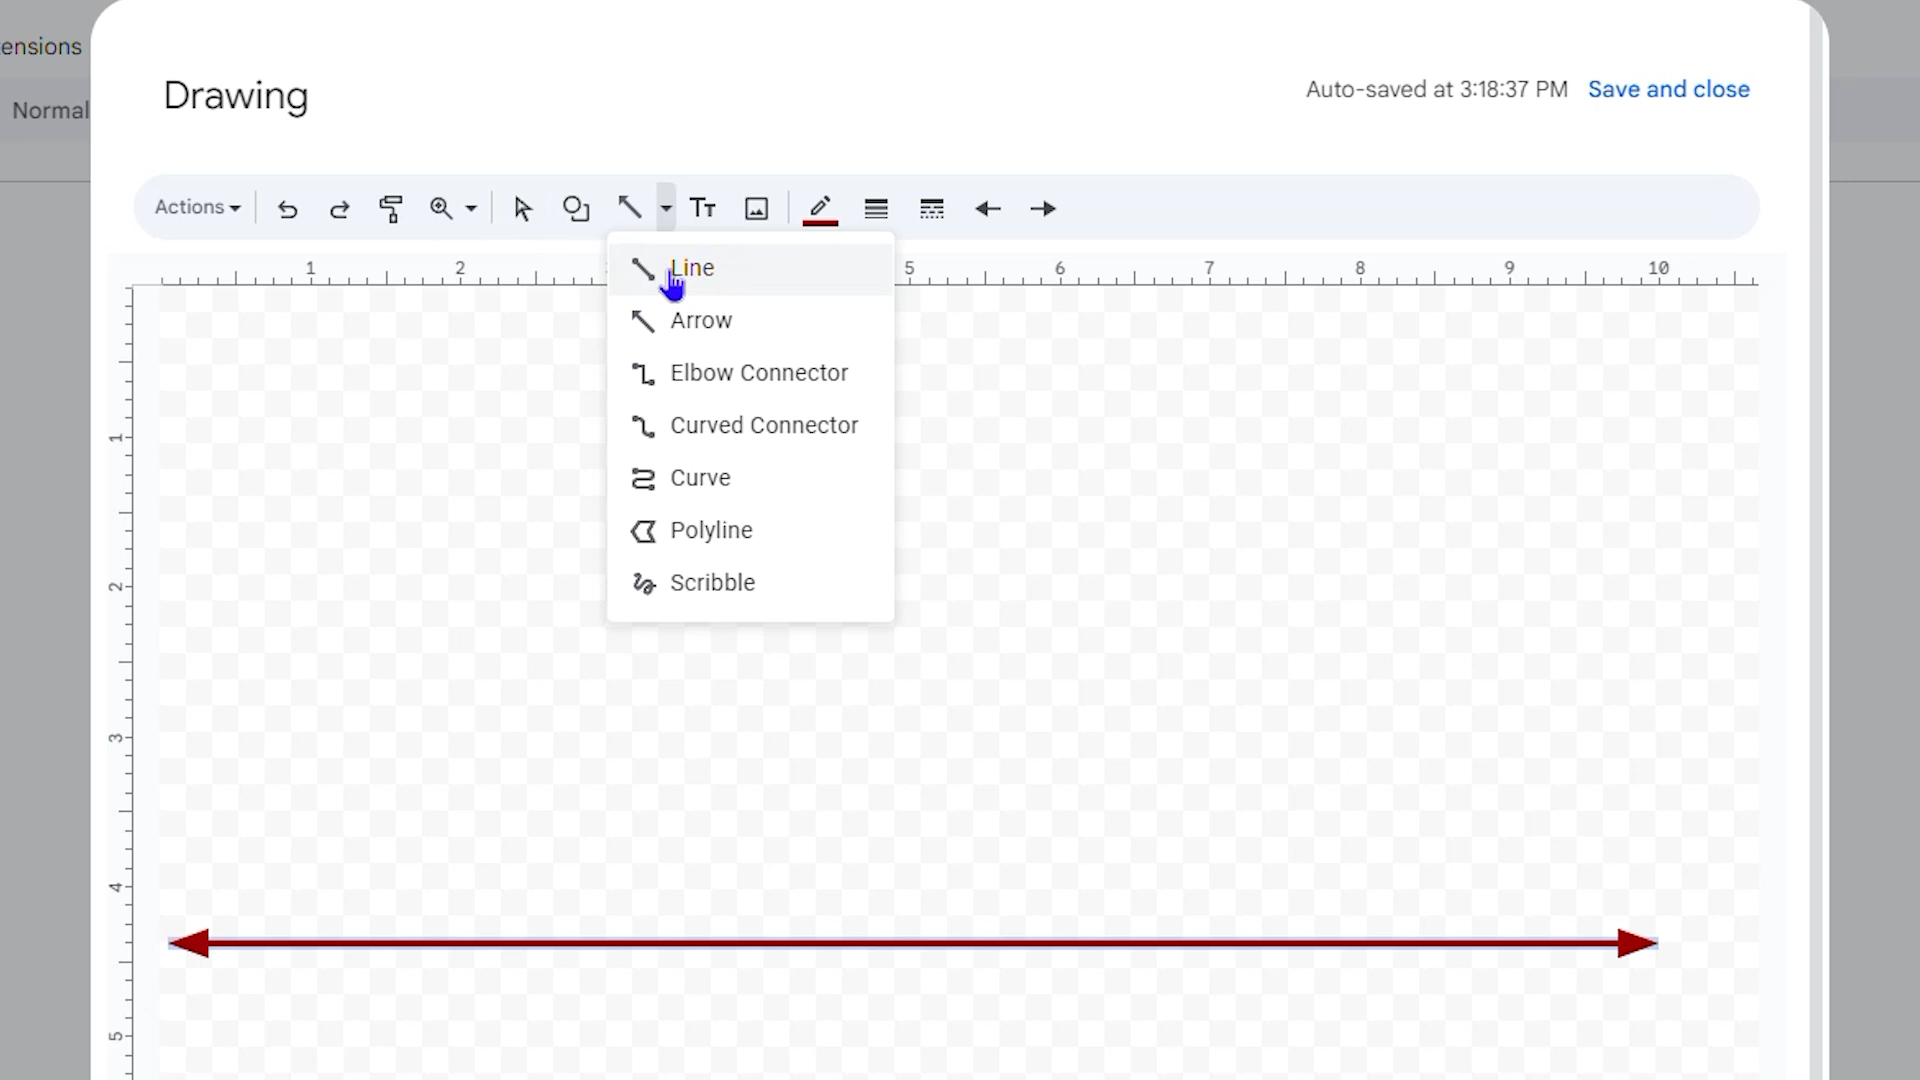 ensions
Normal
Drawing
Auto-saved at 3:18:37 PM Save and close
Actions
Tт
1 2 5 6 7 8 9 10
Line
Arrow
Elbow Connector
Curved Connector
Curve
Polyline
Scribble
1
2
3
4
5